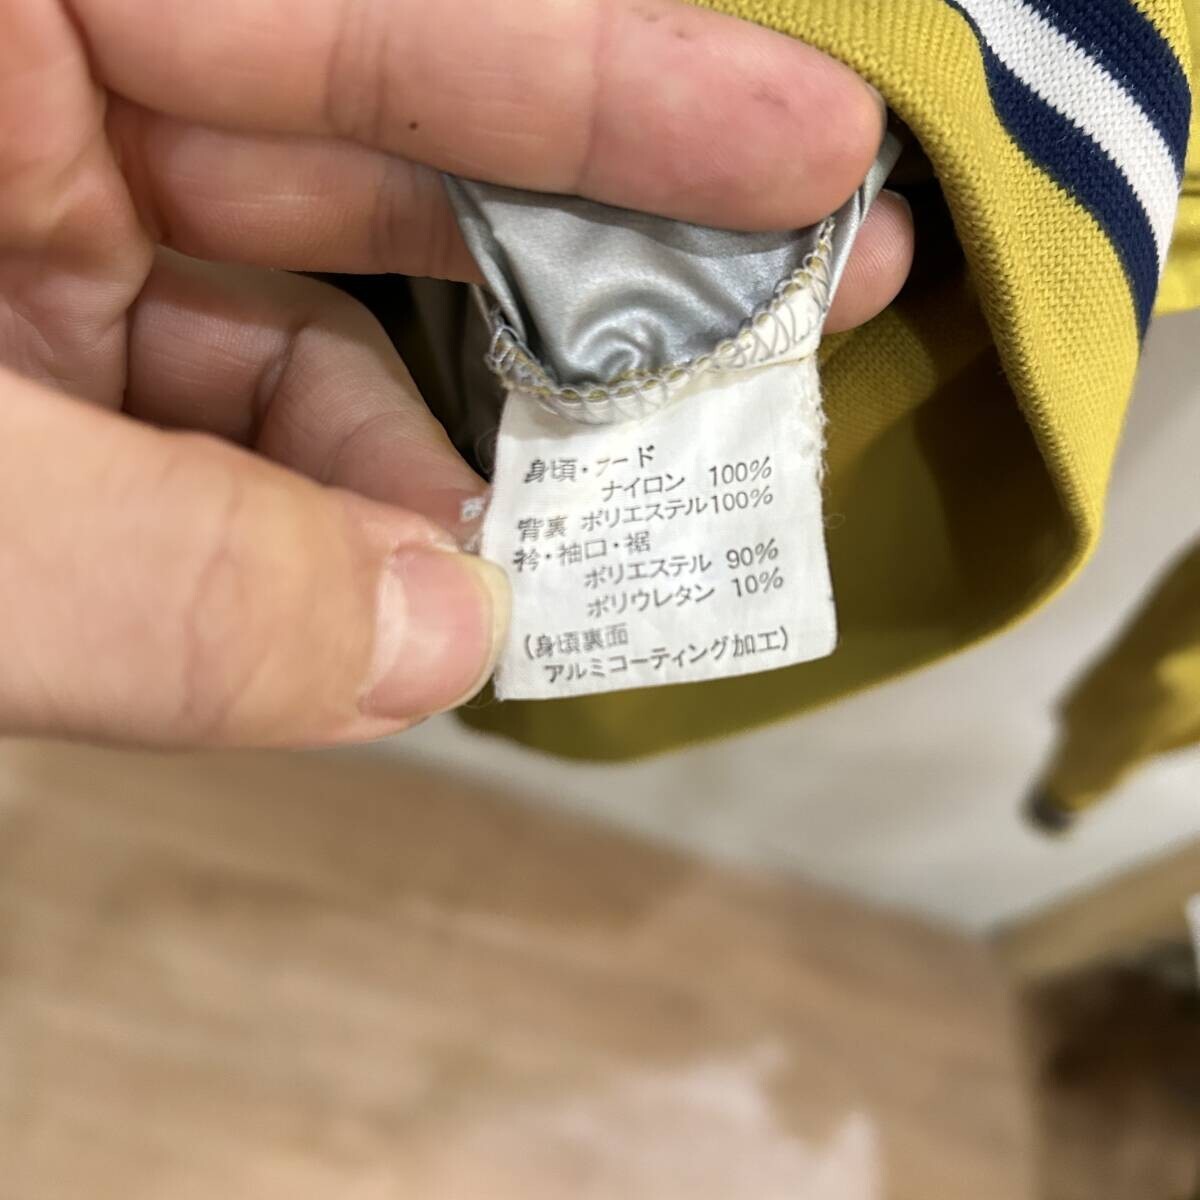 身頃・フード
ナイロン 100%
背裏 ポリエステル100%
衿・袖口・裾
ポリエステル 90%
ポリウレタン 10%
(身頃裏面
アルミコーティング加工)